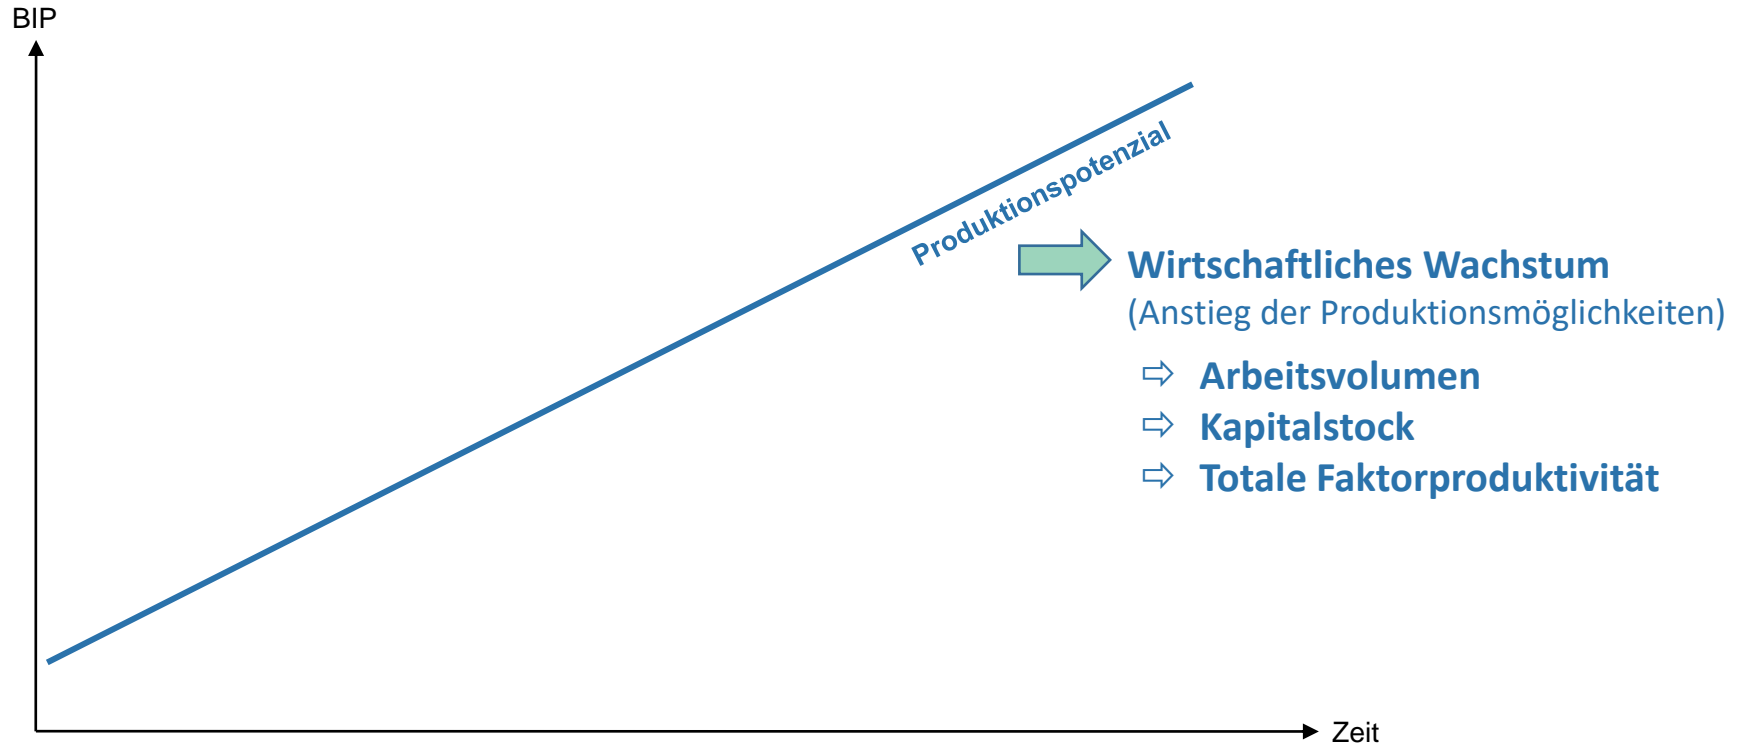 BIP
Produktionspotenzial
Wirtschaftliches Wachstum
(Anstieg der Produktionsmöglichkeiten)
Arbeitsvolumen
Kapitalstock
Totale Faktorproduktivität
Zeit